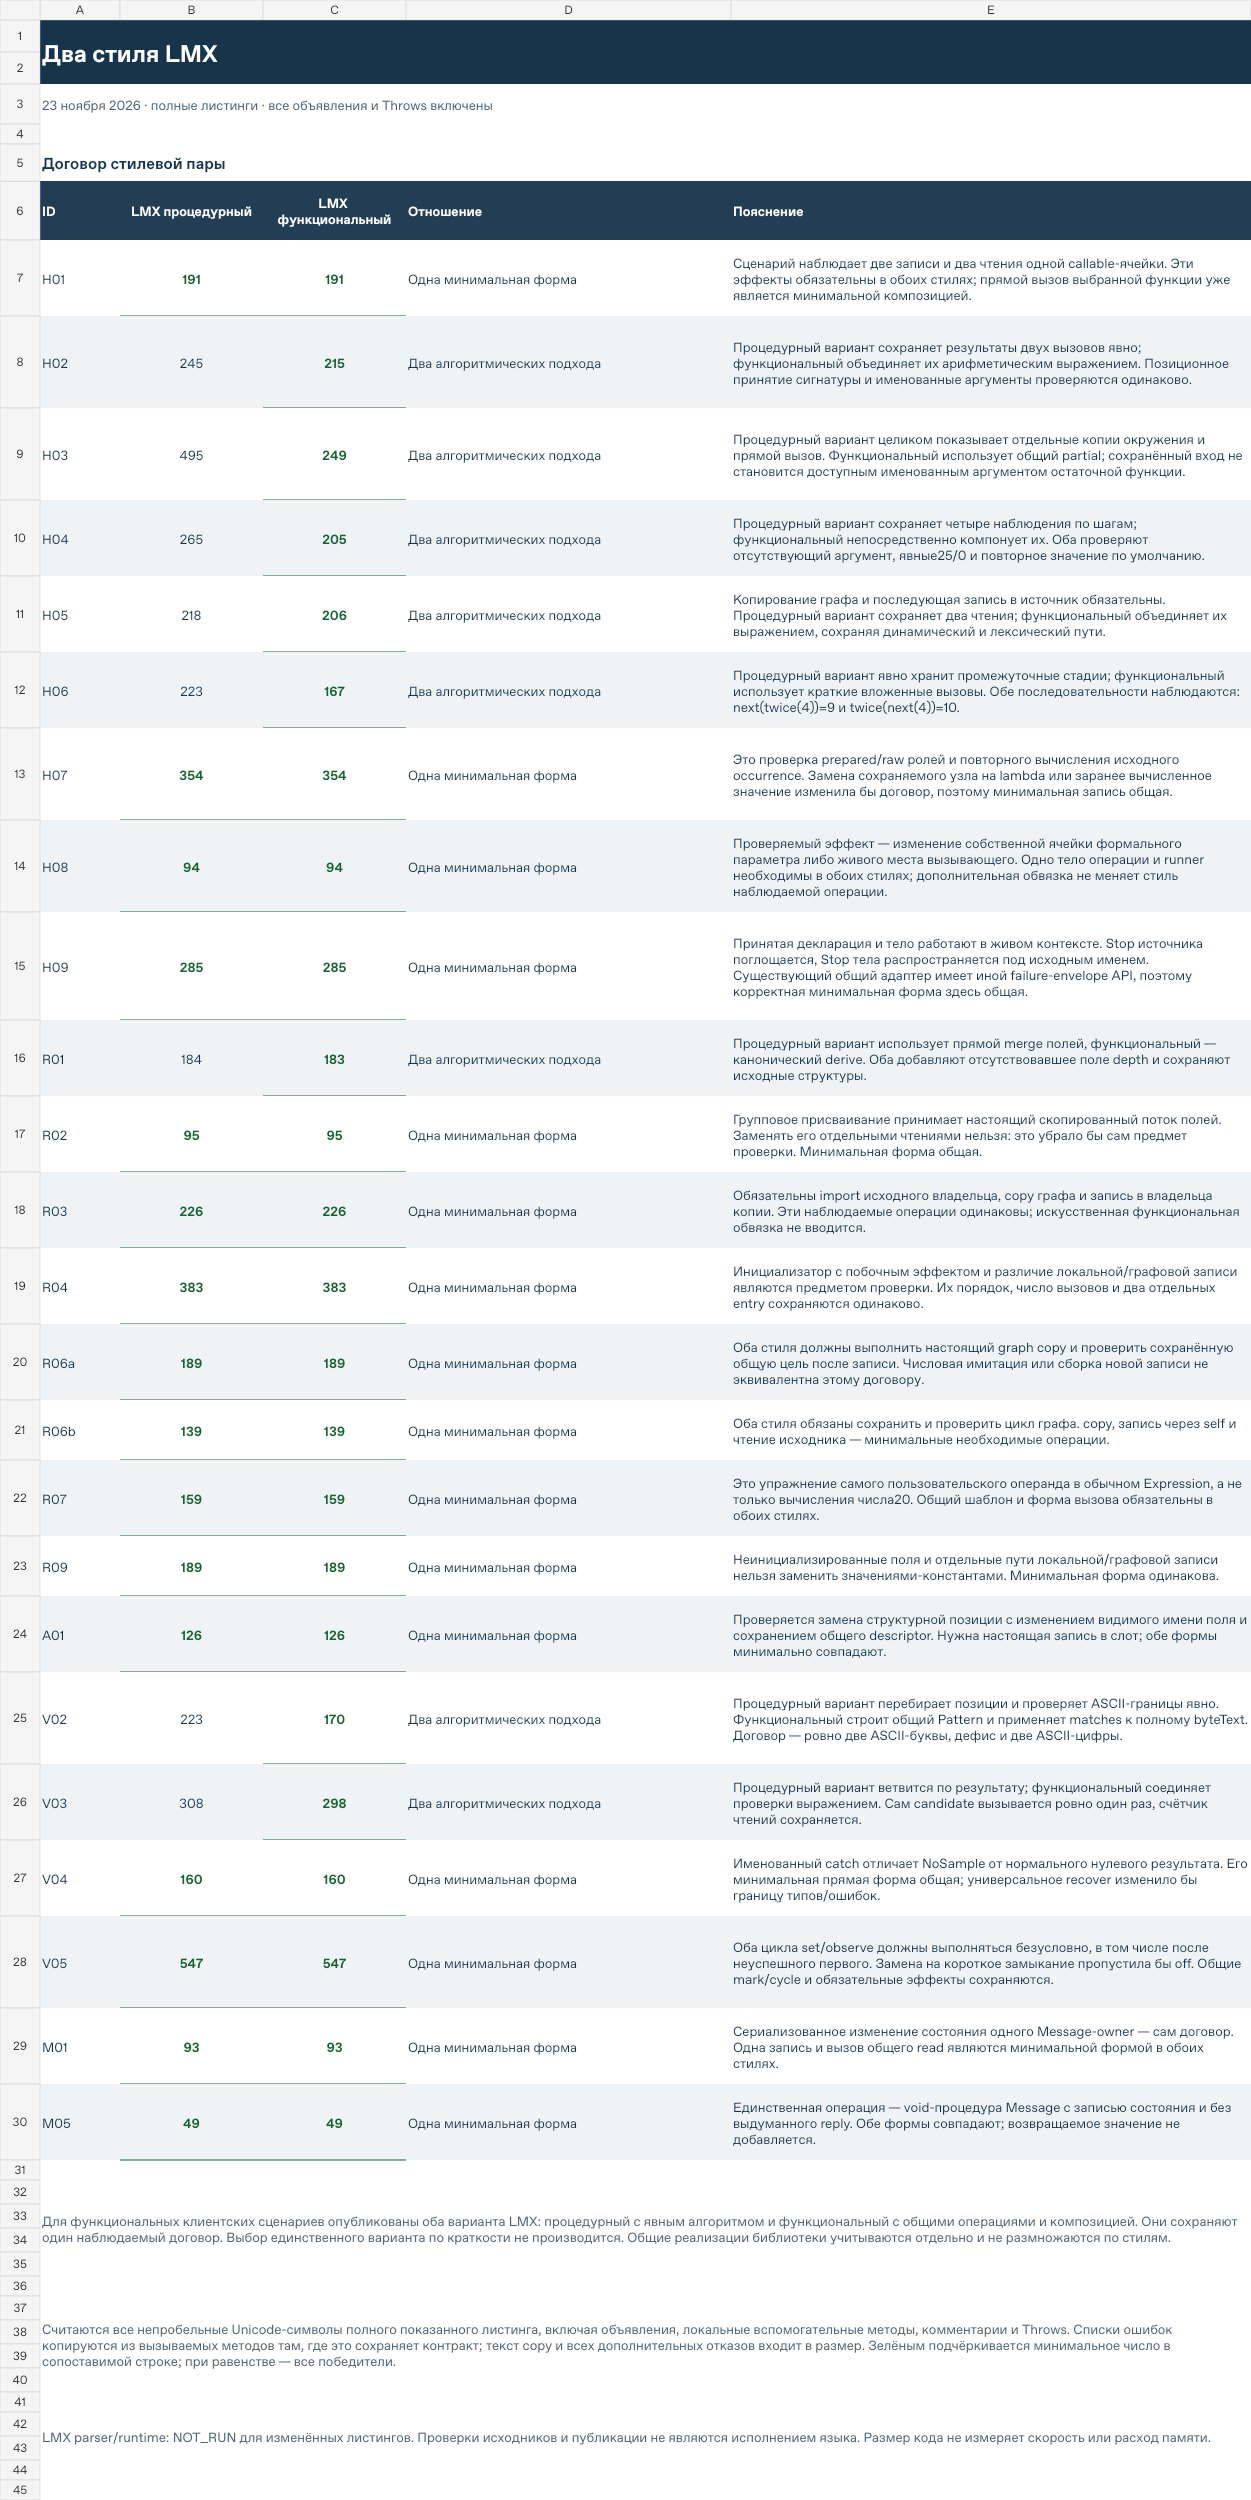 A B C D E
1
Два стиля LMX
2
3 23 ноября 2026 · полные листинги · все объявления и Throws включены
4
5 Договор стилевой пары
6 ID LMX процедурный LMX функциональный Отношение Пояснение
7 H01 191 191 Одна минимальная форма
Сценарий наблюдает две записи и два чтения одной callable-ячейки. Эти
эффекты обязательны в обоих стилях; прямой вызов выбранной функции уже
является минимальной композицией.
8 H02 245 215 Два алгоритмических подхода
Процедурный вариант сохраняет результаты двух вызовов явно;
функциональный объединяет их арифметическим выражением. Позиционное
принятие сигнатуры и именованные аргументы проверяются одинаково.
9 H03 495 249 Два алгоритмических подхода
Процедурный вариант целиком показывает отдельные копии окружения и
прямой вызов. Функциональный использует общий partial; сохранённый вход не
становится доступным именованным аргументом остаточной функции.
10 H04 265 205 Два алгоритмических подхода
Процедурный вариант сохраняет четыре наблюдения по шагам;
функциональный непосредственно компонует их. Оба проверяют
отсутствующий аргумент, явные25/0 и повторное значение по умолчанию.
11 H05 218 206 Два алгоритмических подхода
Копирование графа и последующая запись в источник обязательны.
Процедурный вариант сохраняет два чтения; функциональный объединяет их
выражением, сохраняя динамический и лексический пути.
12 H06 223 167 Два алгоритмических подхода
Процедурный вариант явно хранит промежуточные стадии; функциональный
использует краткие вложенные вызовы. Обе последовательности наблюдаются:
next(twice(4))=9 и twice(next(4))=10.
13 H07 354 354 Одна минимальная форма
Это проверка prepared/raw ролей и повторного вычисления исходного
occurrence. Замена сохраняемого узла на lambda или заранее вычисленное
значение изменила бы договор, поэтому минимальная запись общая.
14 H08 94 94 Одна минимальная форма
Проверяемый эффект — изменение собственной ячейки формального
параметра либо живого места вызывающего. Одно тело операции и runner
необходимы в обоих стилях; дополнительная обвязка не меняет стиль
наблюдаемой операции.
15 H09 285 285 Одна минимальная форма
Принятая декларация и тело работают в живом контексте. Stop источника
поглощается, Stop тела распространяется под исходным именем.
Существующий общий адаптер имеет иной failure-envelope API, поэтому
корректная минимальная форма здесь общая.
16 R01 184 183 Два алгоритмических подхода
Процедурный вариант использует прямой merge полей, функциональный —
канонический derive. Оба добавляют отсутствовавшее поле depth и сохраняют
исходные структуры.
17 R02 95 95 Одна минимальная форма
Групповое присваивание принимает настоящий скопированный поток полей.
Заменять его отдельными чтениями нельзя: это убрало бы сам предмет
проверки. Минимальная форма общая.
18 R03 226 226 Одна минимальная форма
Обязательны import исходного владельца, copy графа и запись в владельца
копии. Эти наблюдаемые операции одинаковы; искусственная функциональная
обвязка не вводится.
19 R04 383 383 Одна минимальная форма
Инициализатор с побочным эффектом и различие локальной/графовой записи
являются предметом проверки. Их порядок, число вызовов и два отдельных
entry сохраняются одинаково.
20 R06a 189 189 Одна минимальная форма
Оба стиля должны выполнить настоящий graph copy и проверить сохранённую
общую цель после записи. Числовая имитация или сборка новой записи не
эквивалентна этому договору.
21 R06b 139 139 Одна минимальная форма
Оба стиля обязаны сохранить и проверить цикл графа. copy, запись через self и
чтение исходника — минимальные необходимые операции.
22 R07 159 159 Одна минимальная форма
Это упражнение самого пользовательского операнда в обычном Expression, а не
только вычисления числа20. Общий шаблон и форма вызова обязательны в
обоих стилях.
23 R09 189 189 Одна минимальная форма
Неинициализированные поля и отдельные пути локальной/графовой записи
нельзя заменить значениями-константами. Минимальная форма одинакова.
24 A01 126 126 Одна минимальная форма
Проверяется замена структурной позиции с изменением видимого имени поля и
сохранением общего descriptor. Нужна настоящая запись в слот; обе формы
минимально совпадают.
25 V02 223 170 Два алгоритмических подхода
Процедурный вариант перебирает позиции и проверяет ASCII-границы явно.
Функциональный строит общий Pattern и применяет matches к полному byteText.
Договор — ровно две ASCII-буквы, дефис и две ASCII-цифры.
26 V03 308 298 Два алгоритмических подхода
Процедурный вариант ветвится по результату; функциональный соединяет
проверки выражением. Сам candidate вызывается ровно один раз, счётчик
чтений сохраняется.
27 V04 160 160 Одна минимальная форма
Именованный catch отличает NoSample от нормального нулевого результата. Его
минимальная прямая форма общая; универсальное recover изменило бы
границу типов/ошибок.
28 V05 547 547 Одна минимальная форма
Оба цикла set/observe должны выполняться безусловно, в том числе после
неуспешного первого. Замена на короткое замыкание пропустила бы off. Общие
mark/cycle и обязательные эффекты сохраняются.
29 M01 93 93 Одна минимальная форма
Сериализованное изменение состояния одного Message-owner — сам договор.
Одна запись и вызов общего read являются минимальной формой в обоих
стилях.
30 M05 49 49 Одна минимальная форма
Единственная операция — void-процедура Message с записью состояния и без
выдуманного reply. Обе формы совпадают; возвращаемое значение не
добавляется.
31
32
33
Для функциональных клиентских сценариев опубликованы оба варианта LMX: процедурный с явным алгоритмом и функциональный с общими операциями и композицией. Они сохраняют
34
один наблюдаемый договор. Выбор единственного варианта по краткости не производится. Общие реализации библиотеки учитываются отдельно и не размножаются по стилям.
35
36
37
38
Считаются все непробельные Unicode-символы полного показанного листинга, включая объявления, локальные вспомогательные методы, комментарии и Throws. Списки ошибок
39
копируются из вызываемых методов там, где это сохраняет контракт; текст copy и всех дополнительных отказов входит в размер. Зелёным подчёркивается минимальное число в
сопоставимой строке; при равенстве — все победители.
40
41
42
LMX parser/runtime: NOT_RUN для изменённых листингов. Проверки исходников и публикации не являются исполнением языка. Размер кода не измеряет скорость или расход памяти.
43
44
45